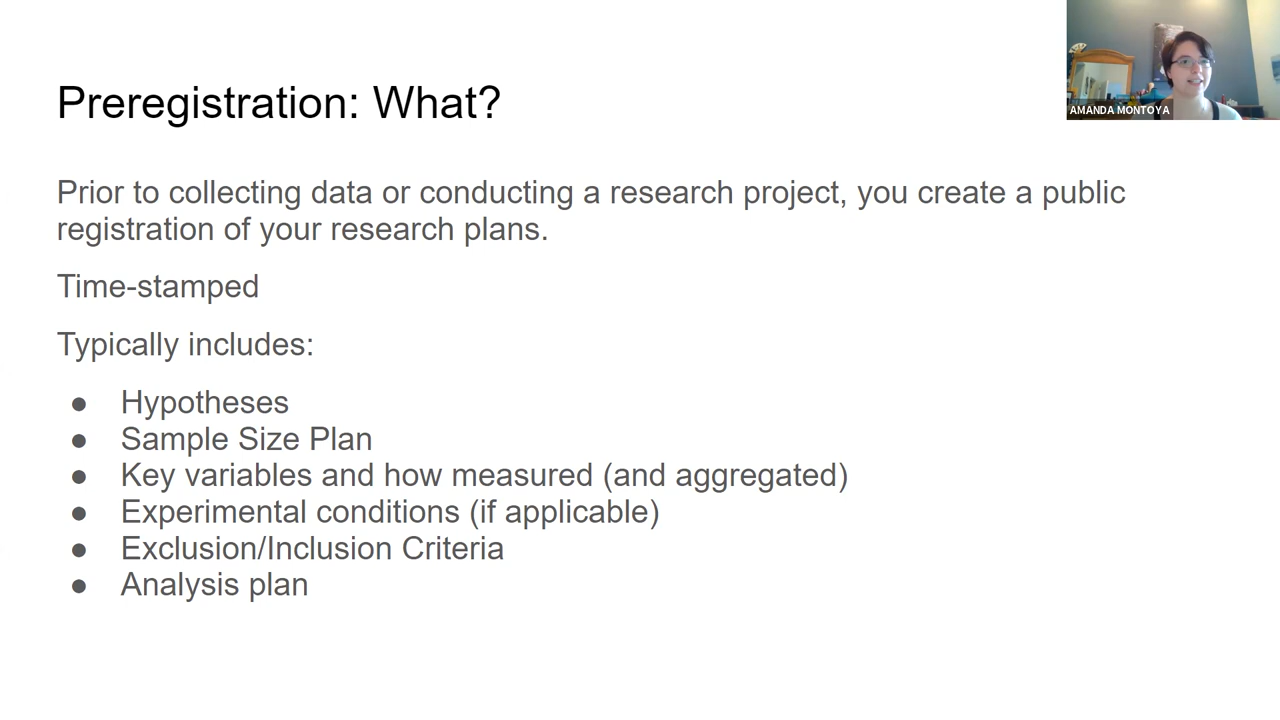 Preregistration: What?
AMANDA MONTOYA
Prior to collecting data or conducting a research project, you create a public
registration of your research plans.
Time-stamped
Typically includes:
● Hypotheses
● Sample Size Plan
● Key variables and how measured (and aggregated)
● Experimental conditions (if applicable)
● Exclusion/Inclusion Criteria
● Analysis plan